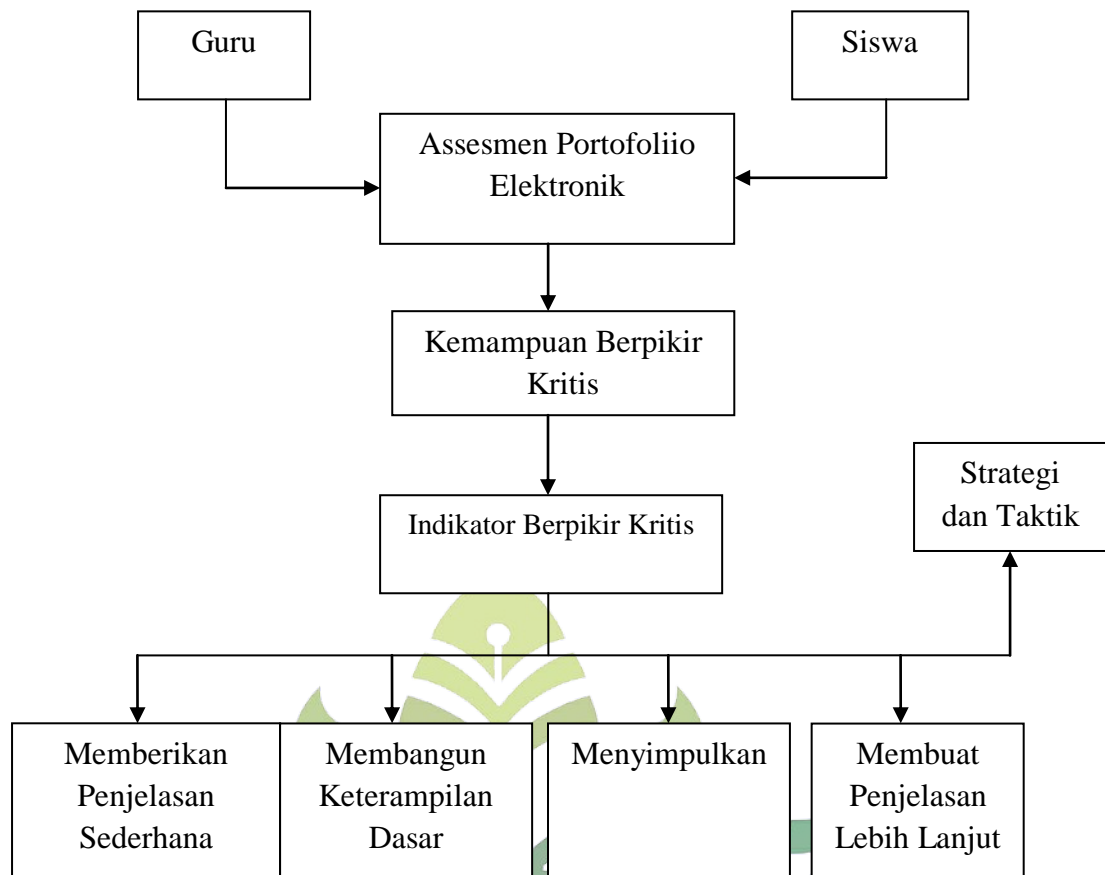 Guru
Siswa
Assesmen Portofoliio
Elektronik
Kemampuan Berpikir
Kritis
Strategi
dan Taktik
Indikator Berpikir Kritis
Memberikan
Penjelasan
Sederhana
Membangun
Keterampilan
Dasar
Menyimpulkan
Membuat
Penjelasan
Lebih Lanjut